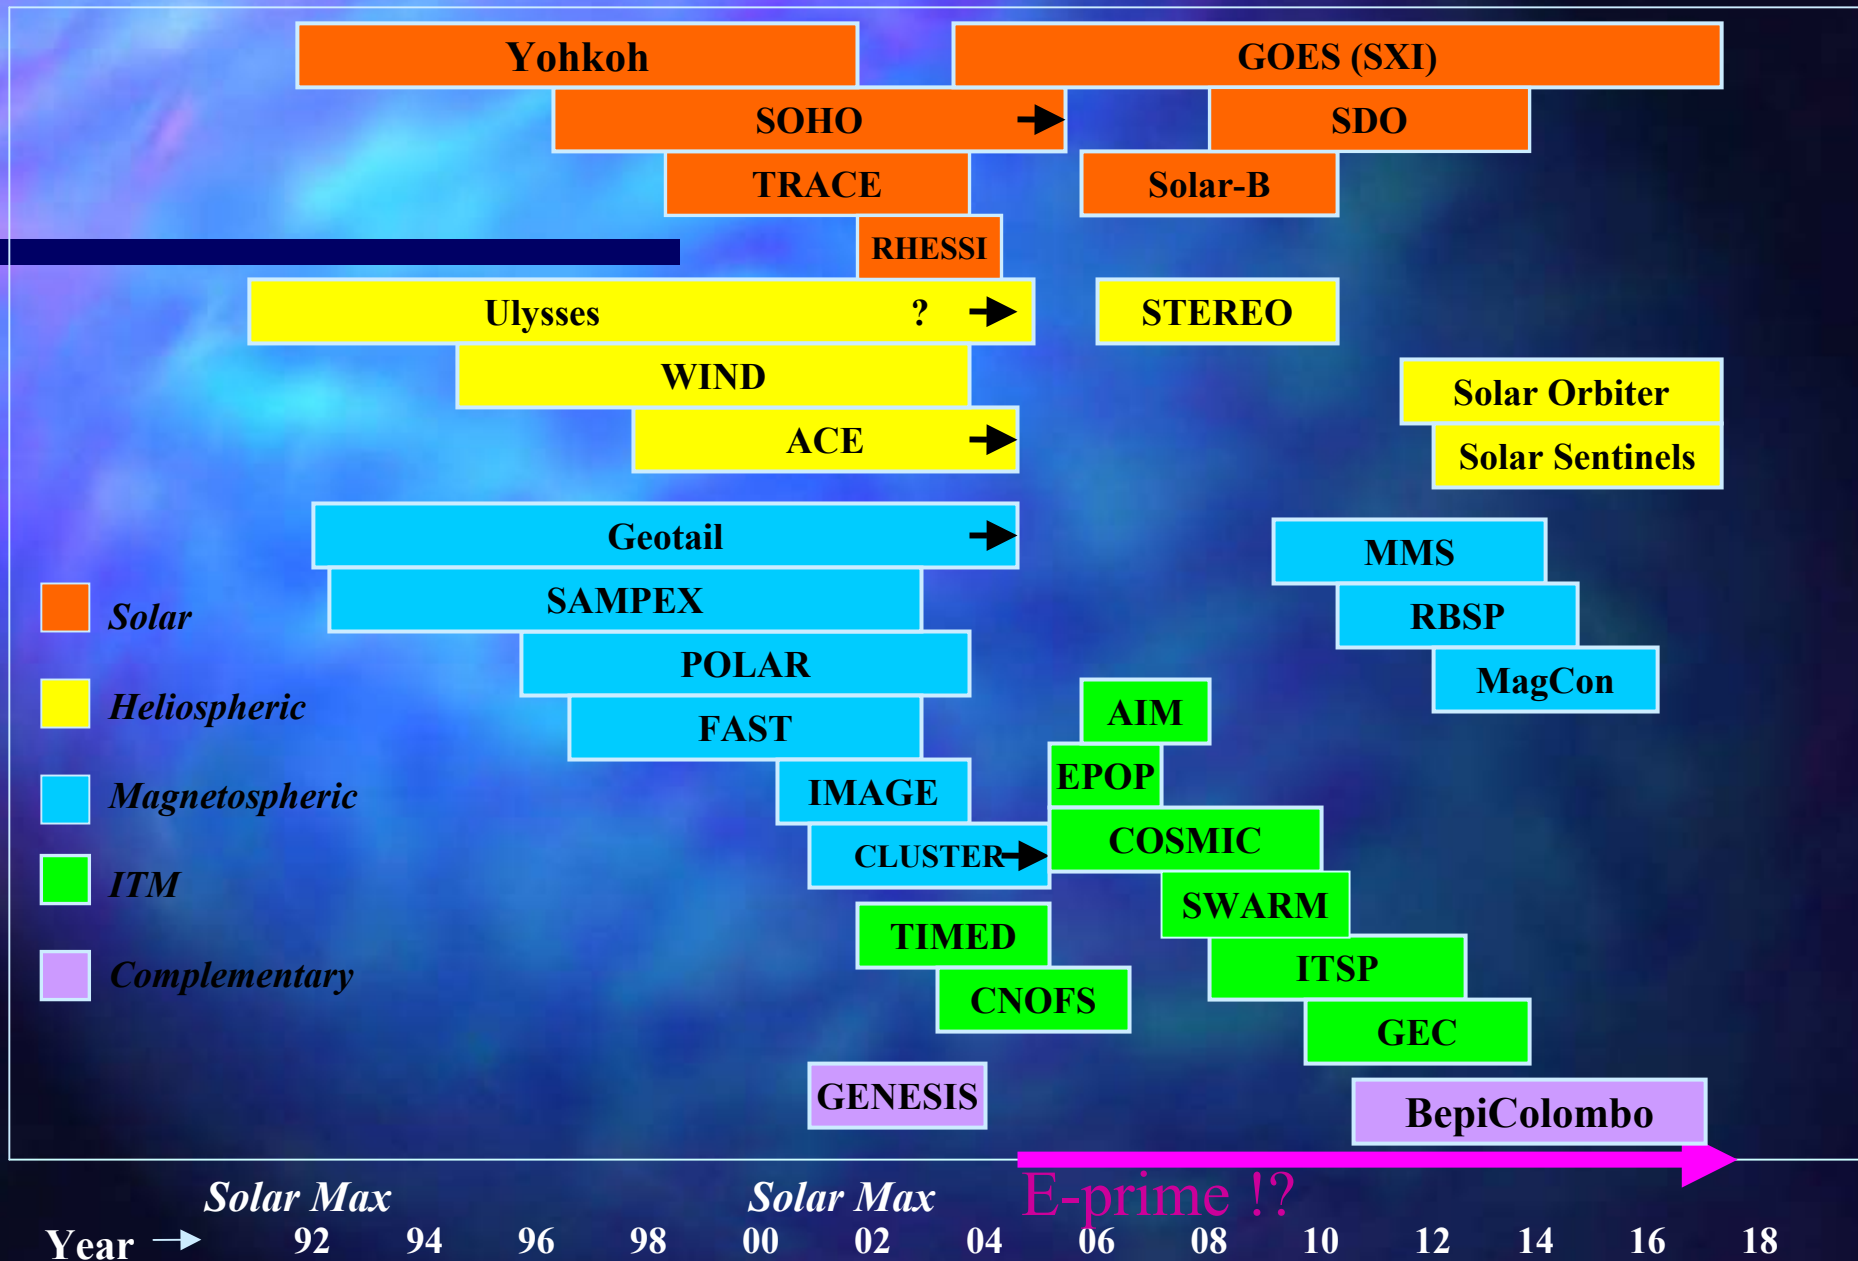 Yohkoh
GOES (SXI)
SOHO
SDO
TRACE
Solar-B
RHESSI
Ulysses ?
STEREO
WIND
Solar Orbiter
ACE
Solar Sentinels
Geotail
MMS
SAMPEX
RBSP
Solar
POLAR
MagCon
Heliospheric
FAST
AIM
EPOP
Magnetospheric
IMAGE
COSMIC
CLUSTER
ITM
SWARM
TIMED
ITSP
Complementary
CNOFS
GEC
GENESIS
BepiColombo
Solar Max
Solar Max
E-prime !?
Year 92 94 96 98 00 02 04 06 08 10 12 14 16 18